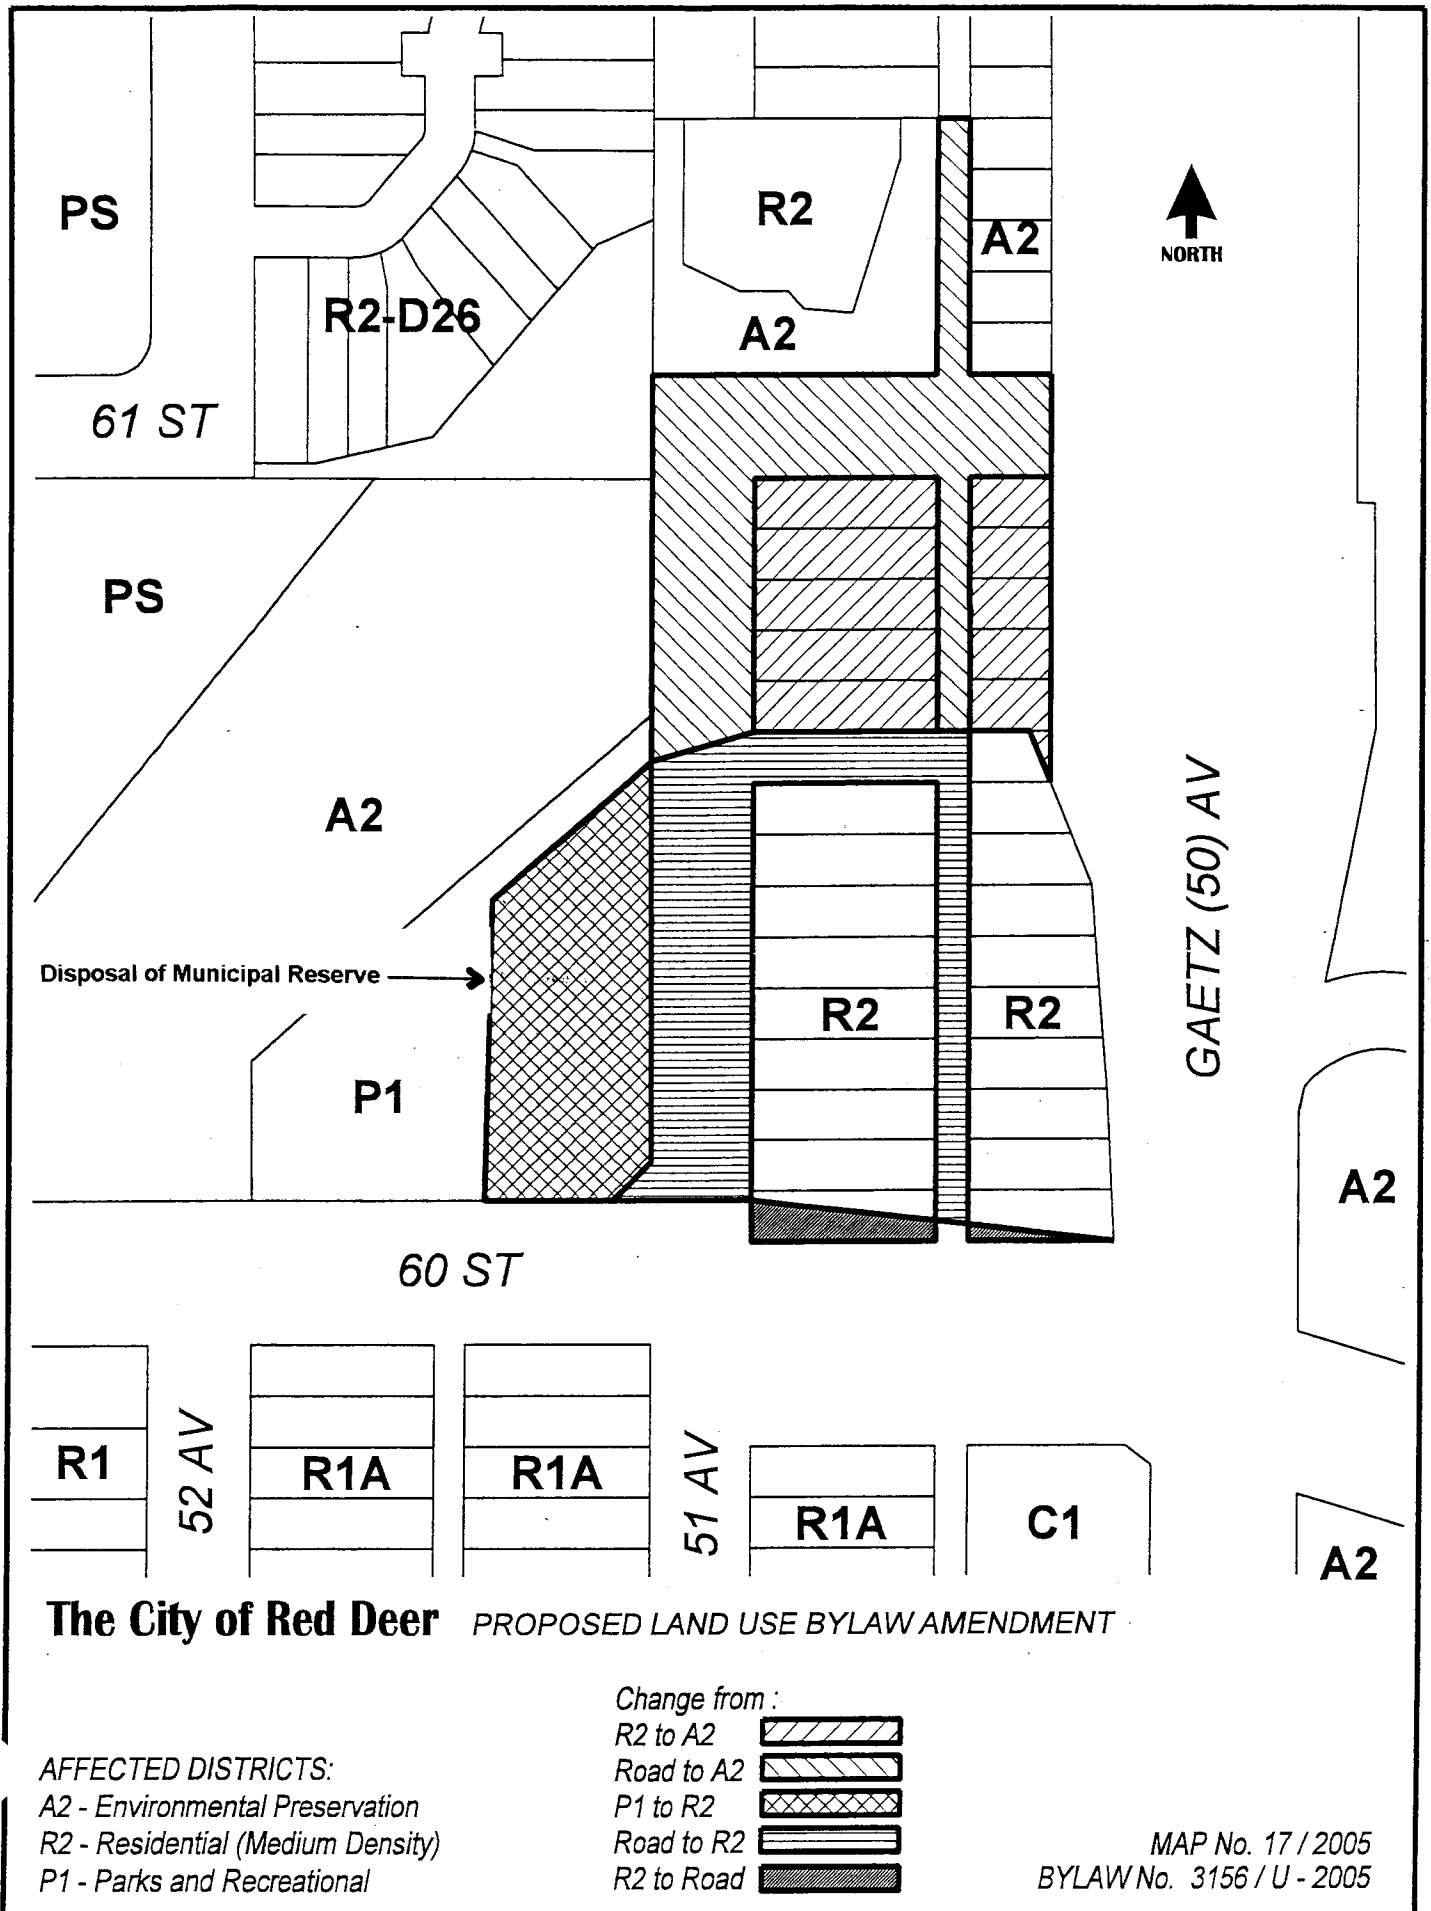 PS
R2
A2
NORTH
R2-D26
A2
61 ST
PS
A2
GAETZ (50) AV
Disposal of Municipal Reserve
R2
R2
P1
A2
60 ST
R1
52 AV
R1A
R1A
51 AV
R1A
C1
A2
The City of Red Deer PROPOSED LAND USE BYLAW AMENDMENT
Change from :
R2 to A2
Road to A2
P1 to R2
Road to R2
R2 to Road
AFFECTED DISTRICTS:
A2 - Environmental Preservation
R2 - Residential (Medium Density)
P1 - Parks and Recreational
MAP No. 17 / 2005
BYLAW No. 3156 / U - 2005